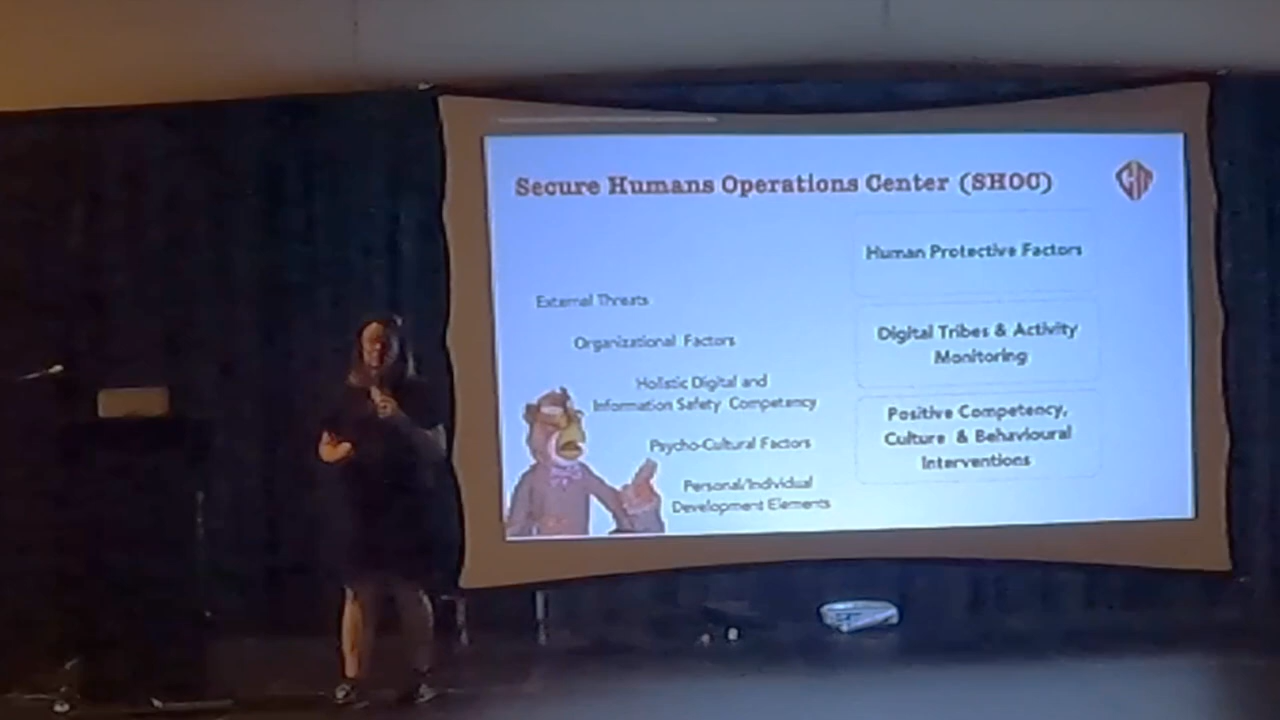 Secure Humans Operations Center (SHOC)
External Threats
Organizational Factors
Holistic Digital and
Information Safety Competency
Psycho-Cultural Factors
Personal/Individual
Development Elements
Human Protective Factors
Digital Tribes & Activity
Monitoring
Positive Competency,
Culture & Behavioural
Interventions